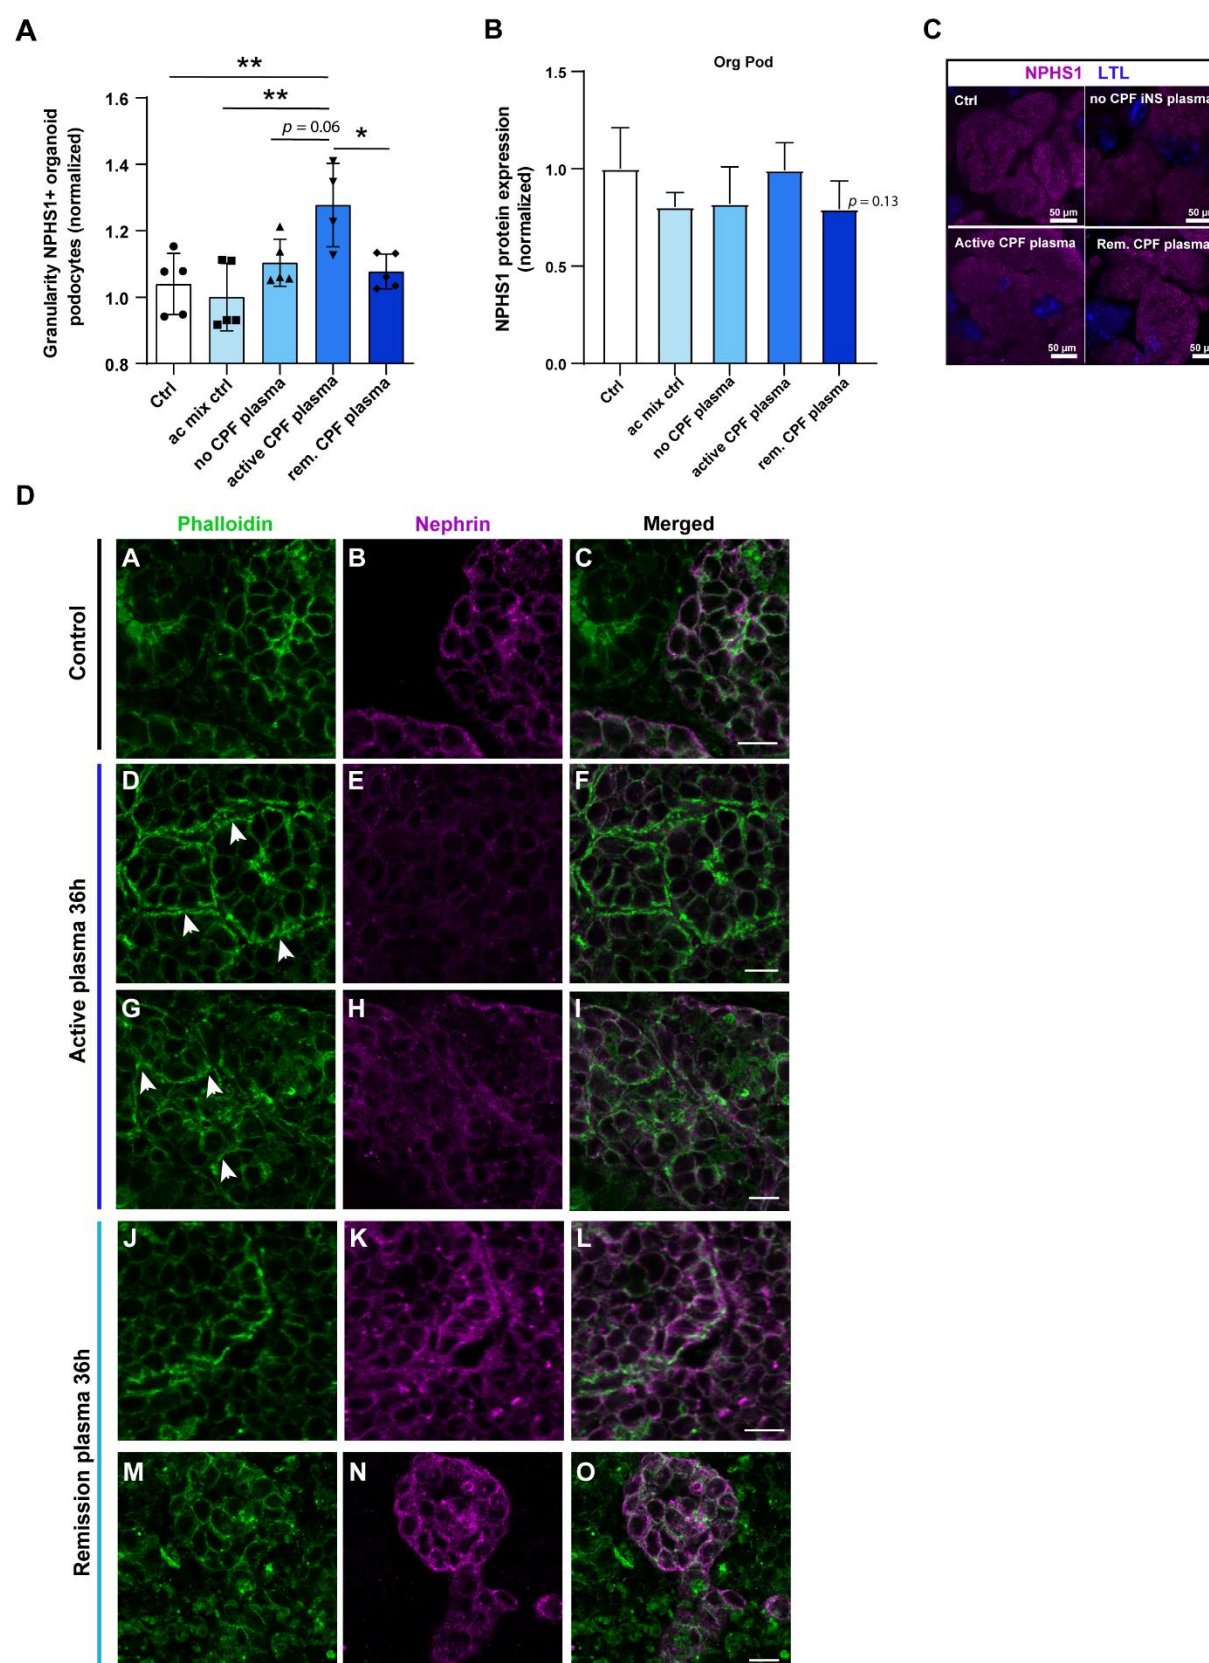 A
Granularity NPHS1+ organoid
podocytes (normalized)
1.6
1.4
1.2
1.0
0.8
**
**
p = 0.06
*
Ctrl
ac mix ctrl
no CPF plasma
active CPF plasma
rem. CPF plasma
B
Org Pod
NPHS1 protein expression
(normalized)
1.5
1.0
0.5
0.0
p = 0.13
Ctrl
ac mix ctrl
no CPF plasma
active CPF plasma
rem. CPF plasma
C
NPHS1 LTL
Ctrl
50 µm
no CPF iNS plasma
50 µm
Active CPF plasma
50 µm
Rem. CPF plasma
50 µm
D
Phalloidin
Nephrin
Merged
Control
A
B
C
Active plasma 36h
D
E
F
G
H
I
Remission plasma 36h
J
K
L
M
N
O